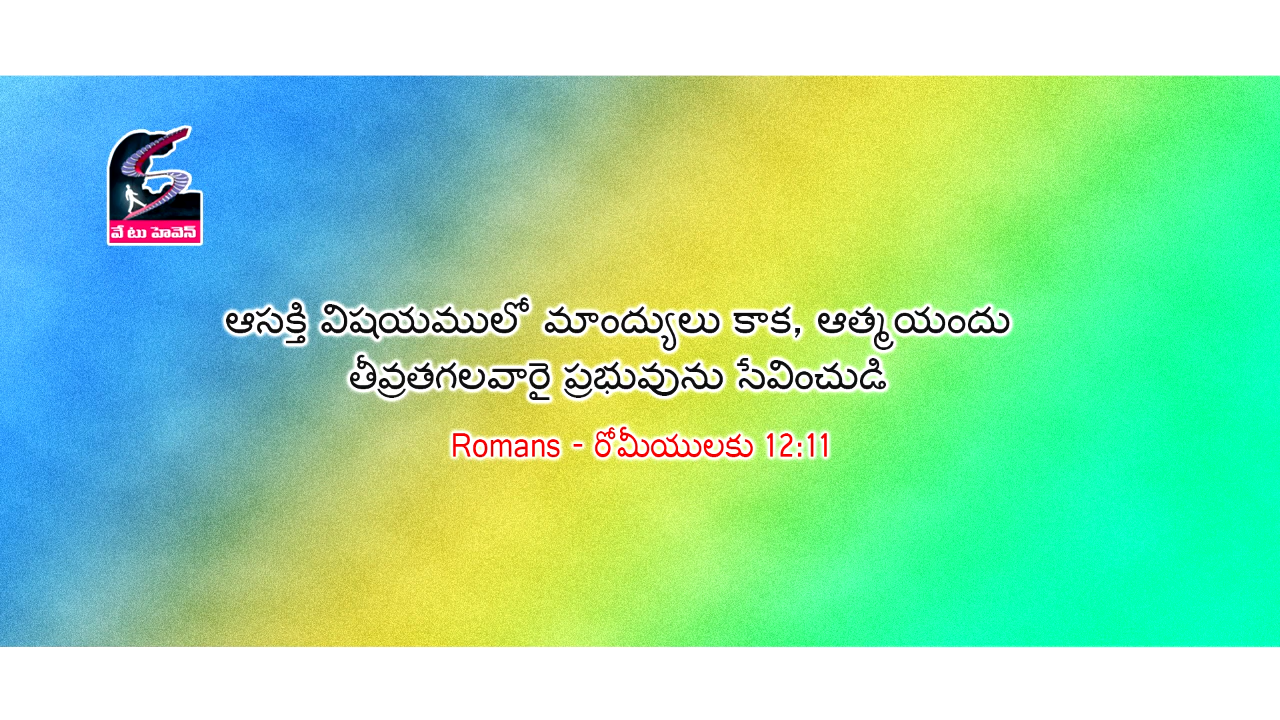 వే టు హెవెన్
ఆసక్తి విషయములో మాంద్యులు కాక, ఆత్మయందు
తీవ్రతగలవారై ప్రభువును సేవించుడి
Romans - రోమీయులకు 12:11